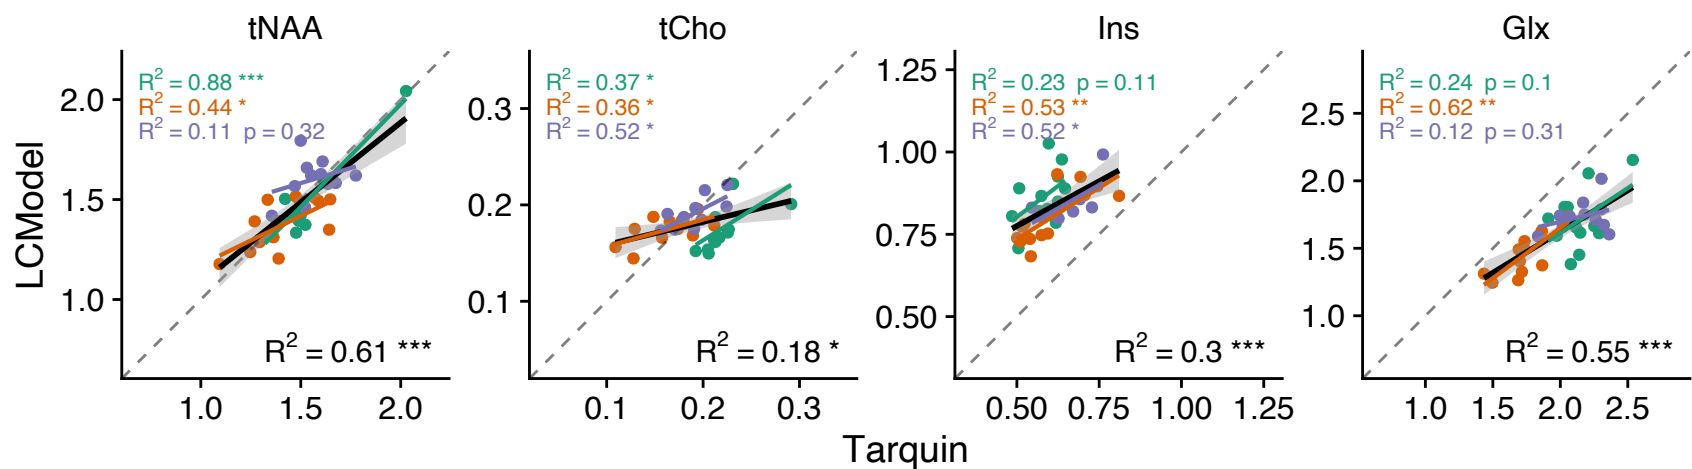 tNAA
tCho
Ins
Glx
R² = 0.88 ***
R² = 0.44 *
R² = 0.11 p = 0.32
R² = 0.61 ***
R² = 0.37 *
R² = 0.36 *
R² = 0.52 *
R² = 0.18 *
R² = 0.23 p = 0.11
R² = 0.53 **
R² = 0.52 *
R² = 0.3 ***
R² = 0.24 p = 0.1
R² = 0.62 **
R² = 0.12 p = 0.31
R² = 0.55 ***
LCModel
2.0
1.5
1.0
0.3
0.2
0.1
1.25
1.00
0.75
0.50
2.5
2.0
1.5
1.0
1.0 1.5 2.0
0.1 0.2 0.3
0.50 0.75 1.00 1.25
1.0 1.5 2.0 2.5
Tarquin